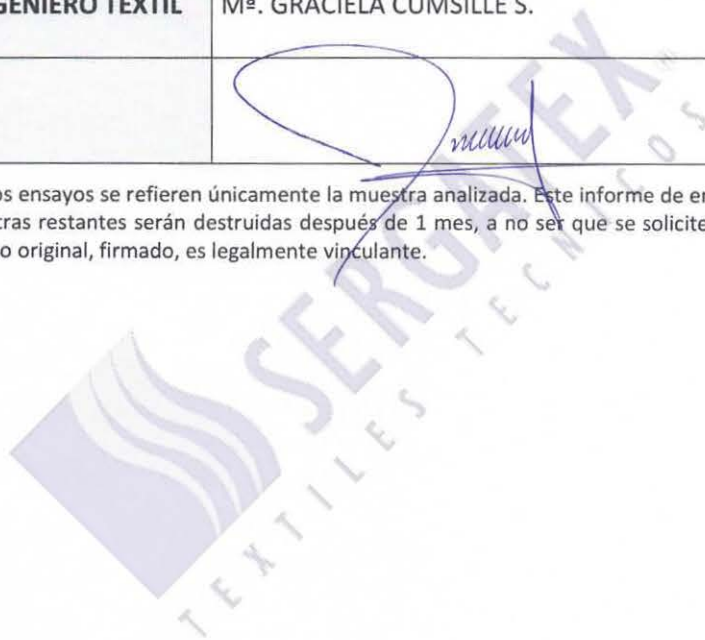 GENIERO TEXTIL Mª. GRACIELA CUMSILLE S.
os ensayos se refieren únicamente la muestra analizada. Este informe de en
tras restantes serán destruidas después de 1 mes, a no ser que se solicite
o original, firmado, es legalmente vinculante.
SERGATEX
TEXTILES TECNICOS